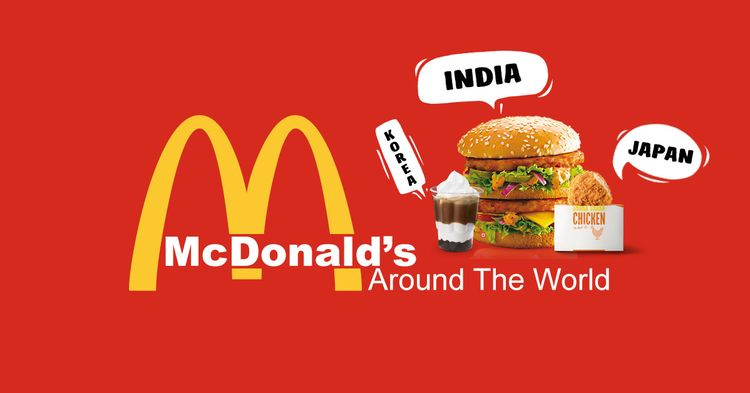 INDIA
KOREA
JAPAN
CHICKEN
McDonald's
Around The World